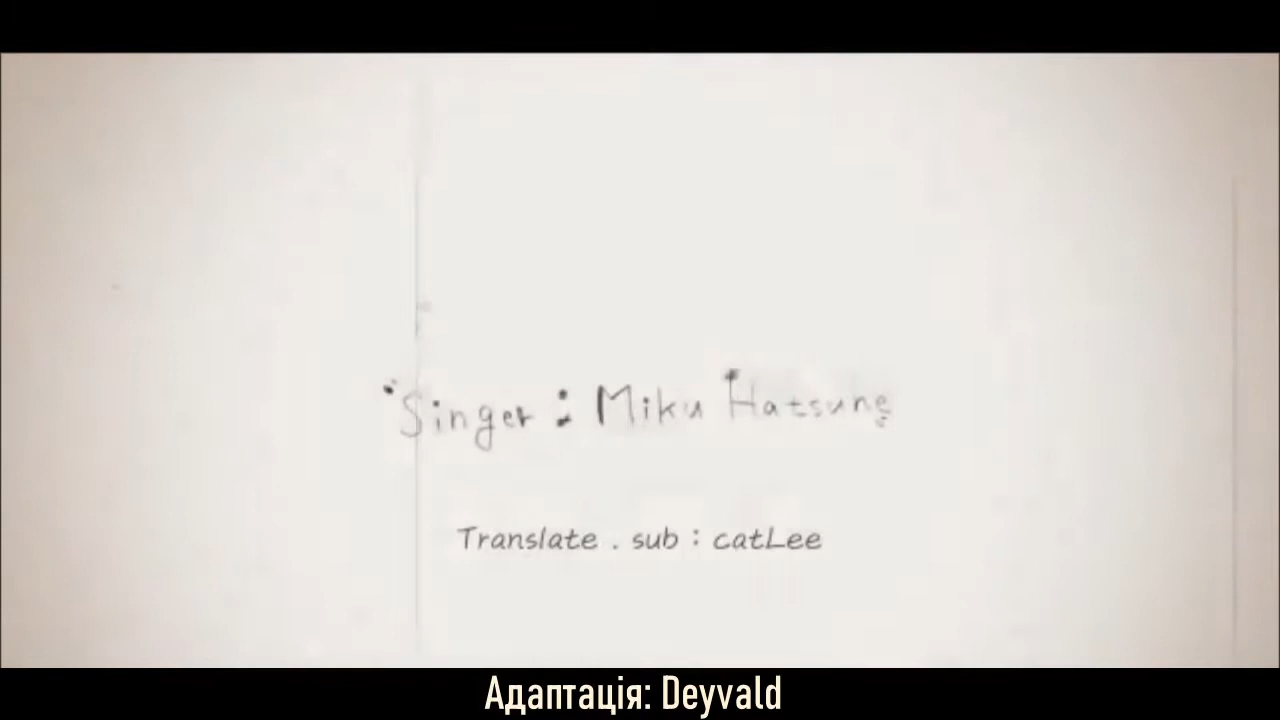 Singer : Miku Hatsune
Translate . sub : catLee
Адаптація: Deyvald